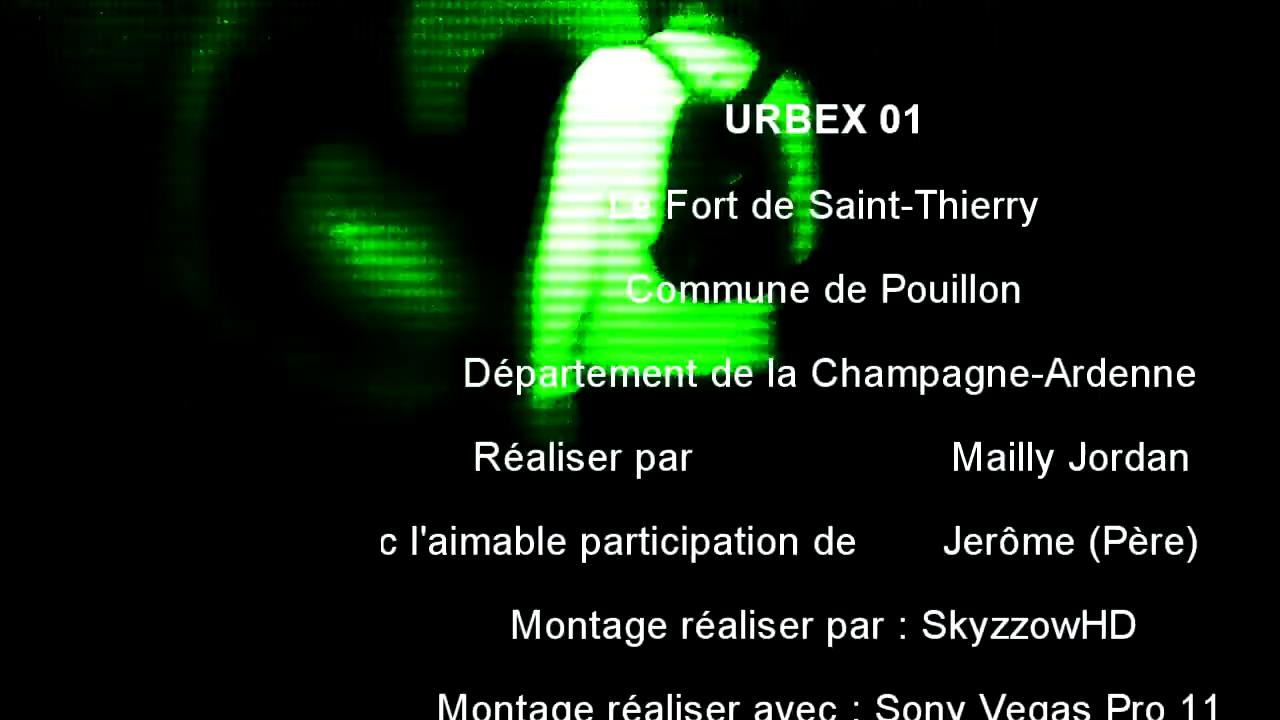 URBEX 01
Le Fort de Saint-Thierry
Commune de Pouillon
Département de la Champagne-Ardenne
Réaliser par Mailly Jordan
c l'aimable participation de Jerôme (Père)
Montage réaliser par : SkyzzowHD
Montage réaliser avec : Sony Vegas Pro 11